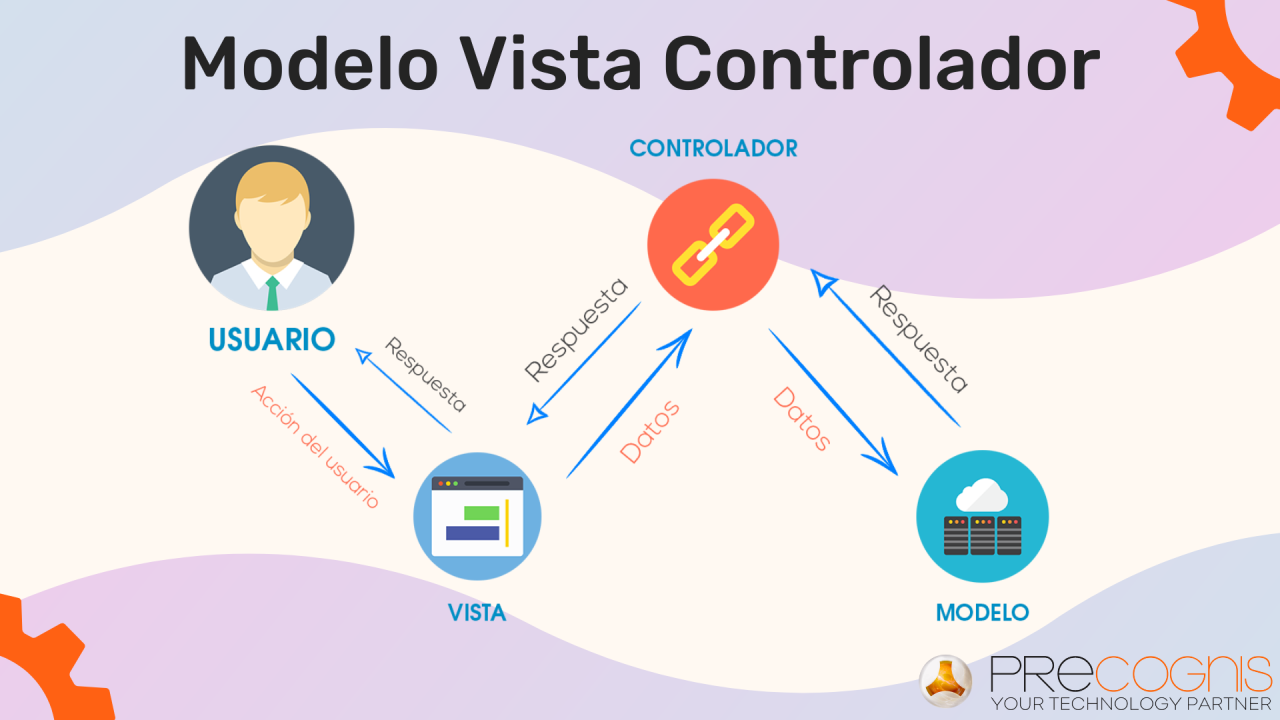 Modelo Vista Controlador
CONTROLADOR
USUARIO
Respuesta
Acción del usuario
Respuesta
Datos
Datos
Respuesta
VISTA
MODELO
PRECOGNIS
YOUR TECHNOLOGY PARTNER